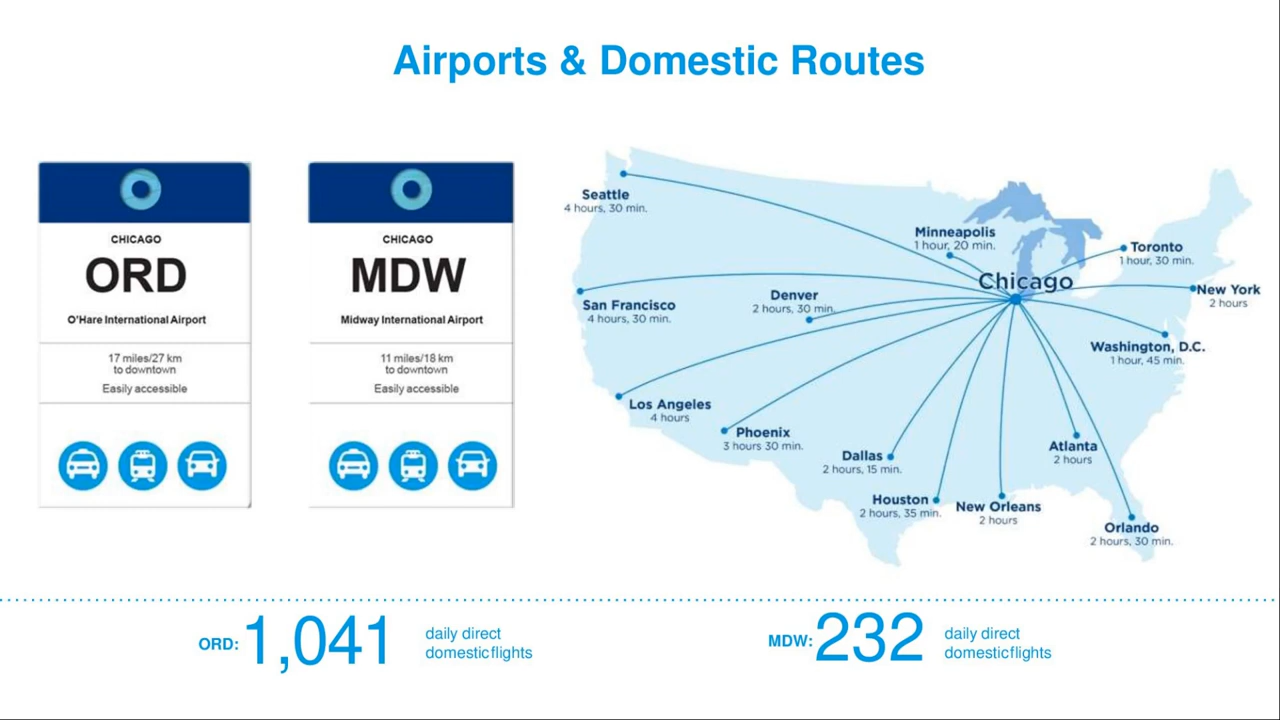 Airports & Domestic Routes
CHICAGO
ORD
O'Hare International Airport
17 miles/27 km
to downtown
Easily accessible
CHICAGO
MDW
Midway International Airport
11 miles/18 km
to downtown
Easily accessible
Seattle
4 hours, 30 min.
Minneapolis
1 hour, 20 min.
Toronto
1 hour, 30 min.
Chicago
New York
2 hours
San Francisco
4 hours, 30 min.
Denver
2 hours, 30 min.
Washington, D.C.
1 hour, 45 min.
Los Angeles
4 hours
Phoenix
3 hours 30 min.
Dallas
2 hours, 15 min.
Atlanta
2 hours
Houston
2 hours, 35 min.
New Orleans
2 hours
Orlando
2 hours, 30 min.
ORD: 1,041 daily direct
domestic flights
MDW: 232 daily direct
domestic flights